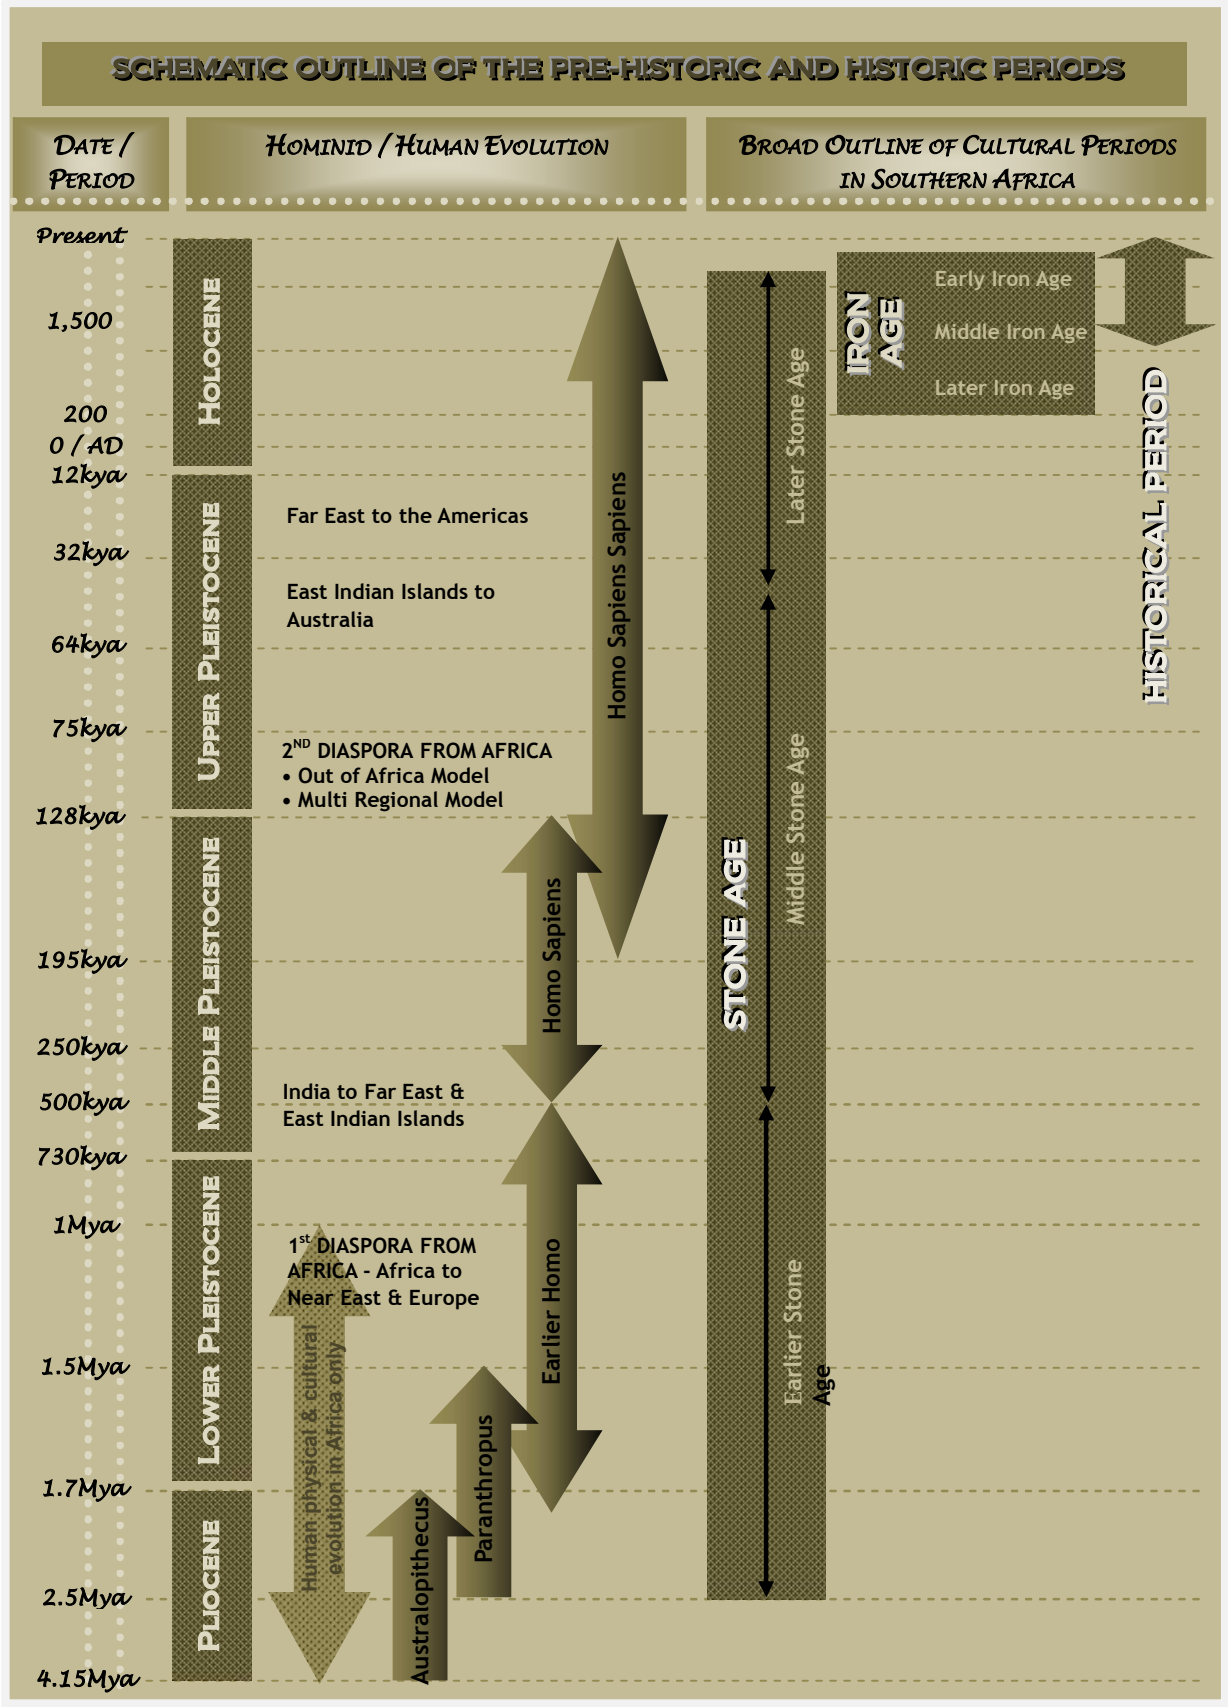 SCHEMATIC OUTLINE OF THE PRE-HISTORIC AND HISTORIC PERIODS
DATE /
PERIOD
HOMINID / HUMAN EVOLUTION
BROAD OUTLINE OF CULTURAL PERIODS
IN SOUTHERN AFRICA
Present
1,500
200
0 / AD
12kya
32kya
64kya
75kya
128kya
195kya
250kya
500kya
730kya
1Mya
1.5Mya
1.7Mya
2.5Mya
4.15Mya
HOLOCENE
UPPER PLEISTOCENE
MIDDLE PLEISTOCENE
LOWER PLEISTOCENE
PLIOCENE
Far East to the Americas
East Indian Islands to
Australia
2ND DIASPORA FROM AFRICA
• Out of Africa Model
• Multi Regional Model
India to Far East &
East Indian Islands
1st DIASPORA FROM
AFRICA - Africa to
Near East & Europe
Human physical & cultural
evolution in Africa only
Australopithecus
Paranthropus
Earlier Homo
Homo Sapiens
Homo Sapiens Sapiens
STONE AGE
Later Stone Age
Middle Stone Age
Earlier Stone
Age
IRON
AGE
Early Iron Age
Middle Iron Age
Later Iron Age
HISTORICAL PERIOD